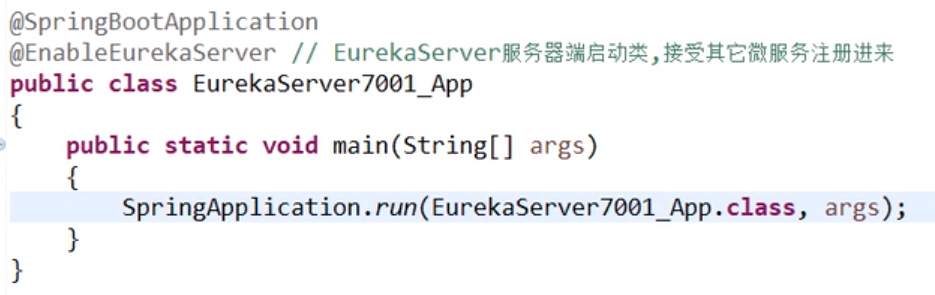 @SpringBootApplication
@EnableEurekaServer // EurekaServer服务器端启动类,接受其它微服务注册进来
public class EurekaServer7001_App
{
    public static void main(String[] args)
    {
        SpringApplication.run(EurekaServer7001_App.class, args);
    }
}